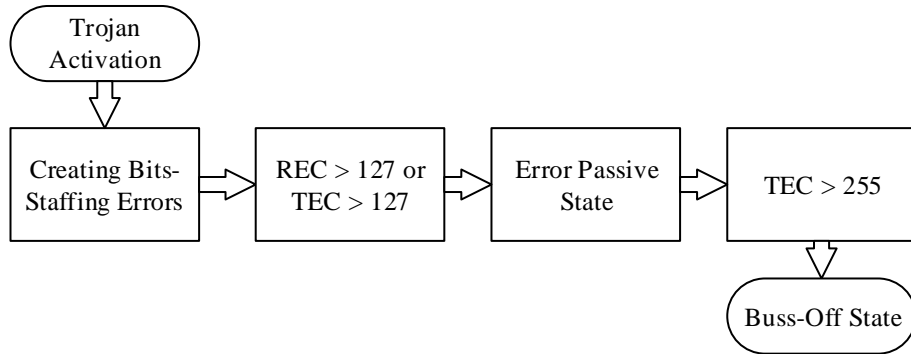 Trojan
Activation
Creating Bits-
Staffing Errors
REC > 127 or
TEC > 127
Error Passive
State
TEC > 255
Buss-Off State